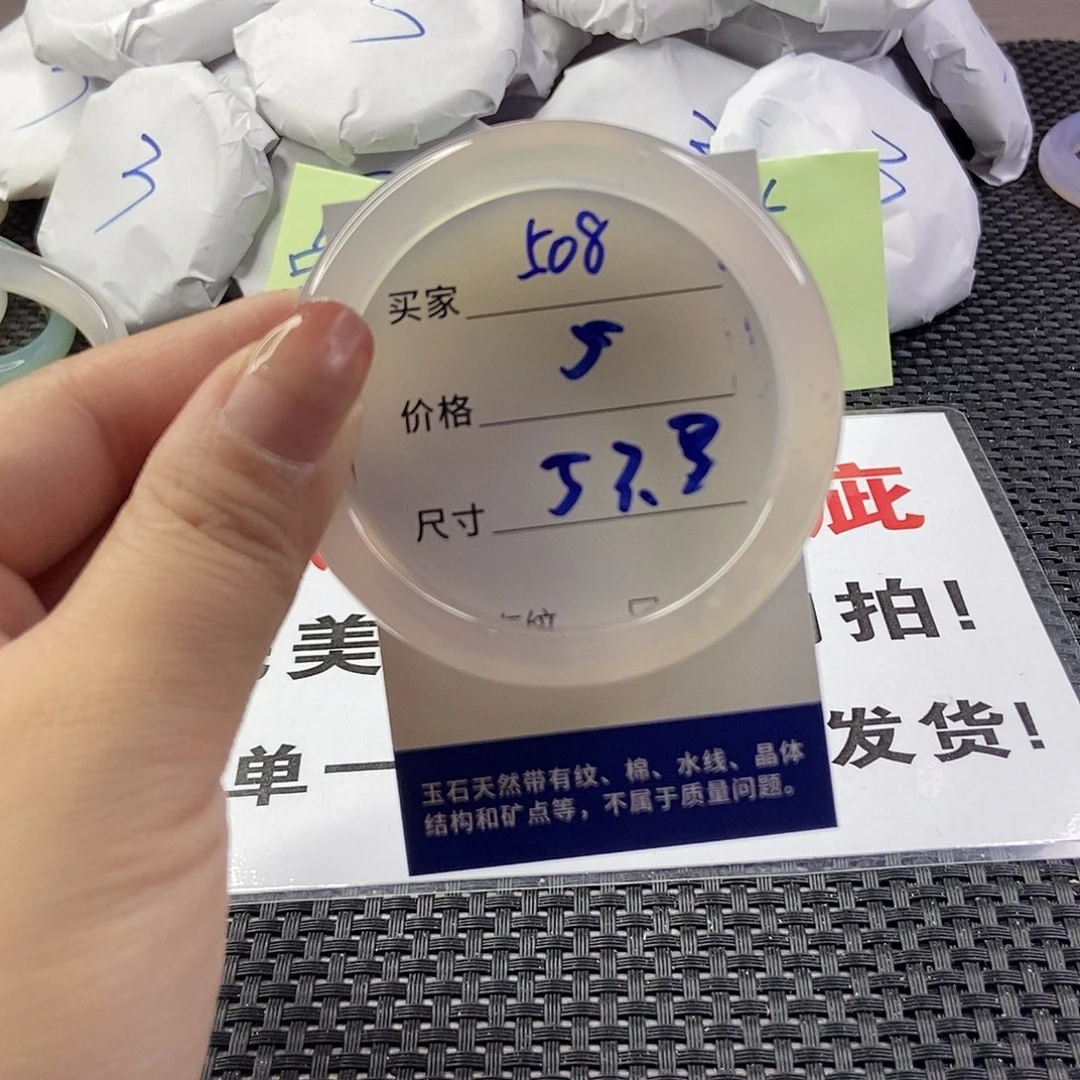 3
买家 508
价格 5
尺寸 57.8
疵
美 拍!
单一 发货!
玉石天然带有纹、棉、水线、晶体
结构和矿点等，不属于质量问题。